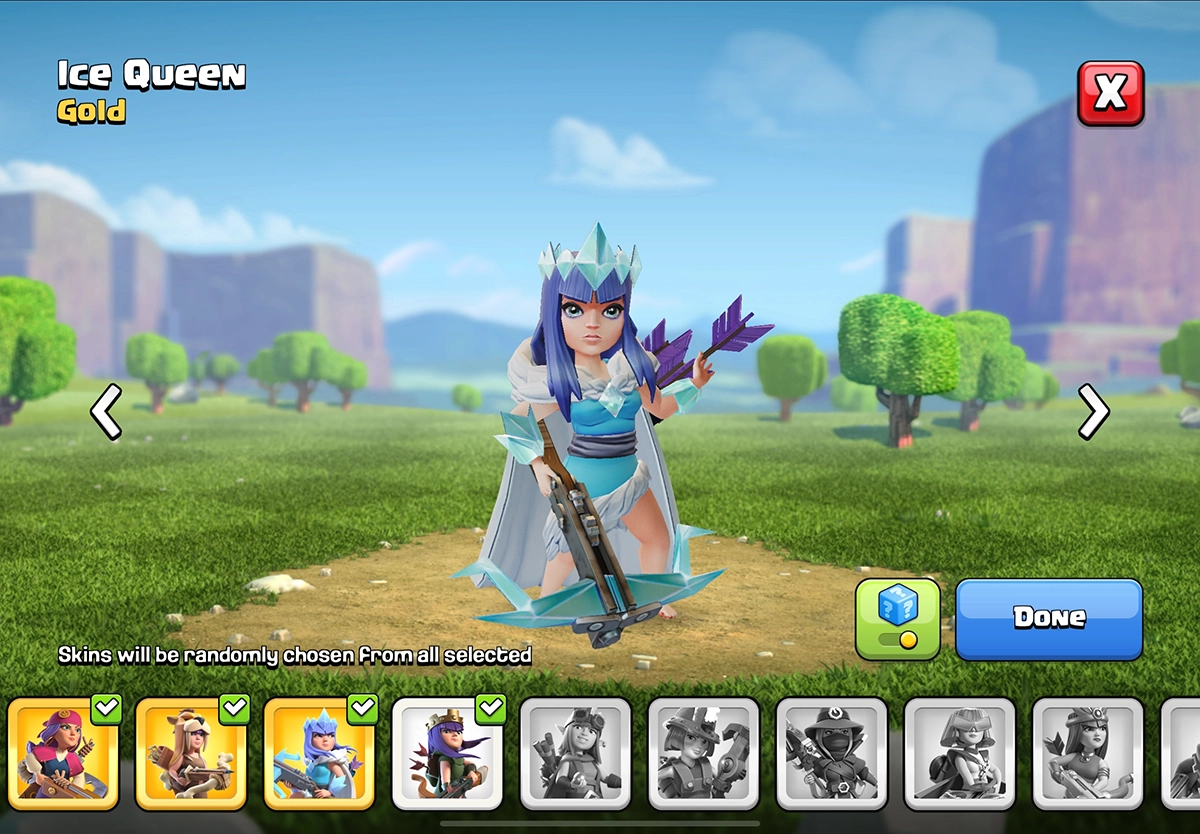 Ice Queen
Gold
X
? ?
Done
Skins will be randomly chosen from all selected